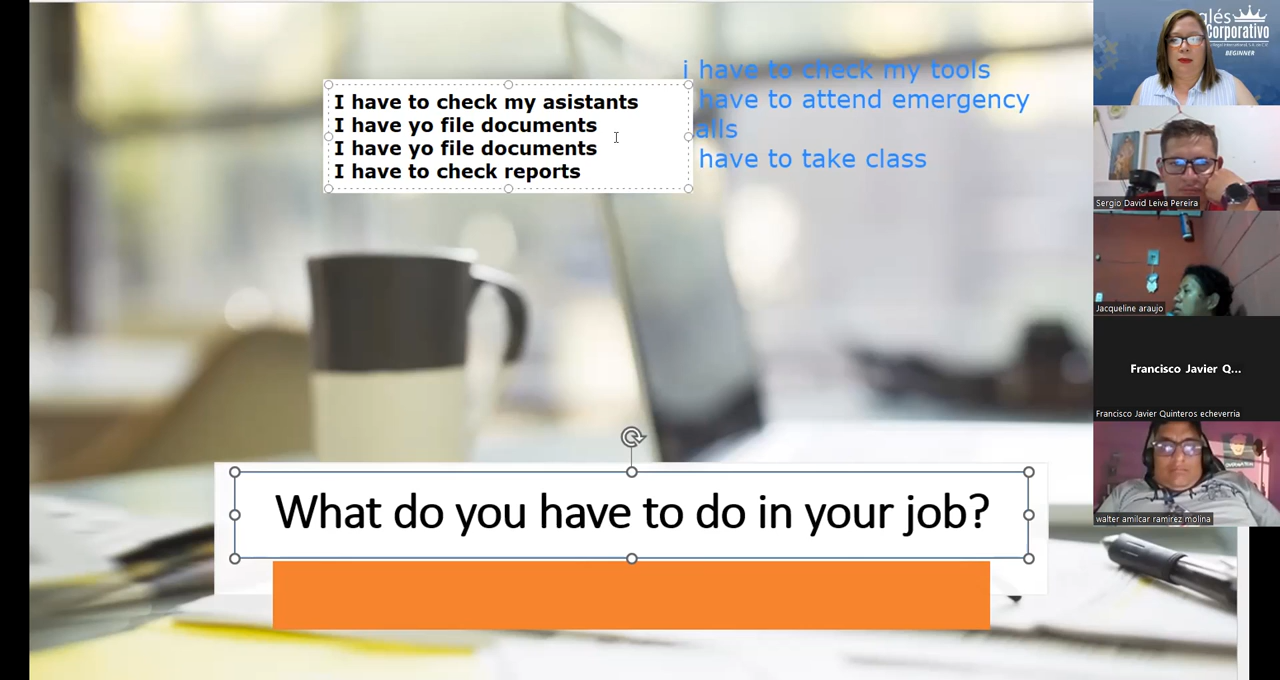 I have to check my asistants
I have yo file documents
I have yo file documents
I have to check reports
i have to check my tools
have to attend emergency
alls
have to take class
What do you have to do in your job?
glés
Corporativo
BEGINNER
Sergio David Leiva Pereira
Jacqueline araujo
Francisco Javier Q...
Francisco Javier Quinteros echeverria
walter amilcar ramirez molina